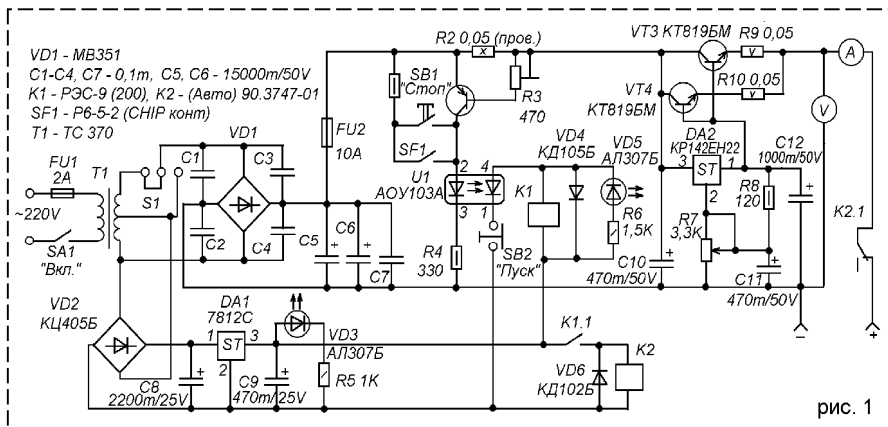 VD1 - MB351
C1-C4, C7 - 0,1m, C5, C6 - 15000m/50V
K1 - РЭС-9 (200), K2 - (Авто) 90.3747-01
SF1 - P6-5-2 (CHIP конт)
T1 - ТС 370
R2 0,05 (пров.)
x
VT3 КТ819БМ
R9 0,05
v
A
SB1
"Стоп"
R3
470
VT4
КТ819БМ
R10 0,05
v
V
FU1
2A
T1
S1
~220V
SA1
"Вкл."
VD1
C1
C3
C2
C4
C5
C6
C7
FU2
10A
SF1
U1
АОУ103А
2
4
3
1
R4
330
SB2
"Пуск"
VD4
КД105Б
K1
VD5
АЛ307Б
R6
1,5K
DA2
КР142ЕН22
3
ST
1
2
C12
1000m/50V
R8
120
R7
3,3K
C10
470m/50V
C11
470m/50V
K2.1
VD2
КЦ405Б
DA1
7812C
1
ST
3
2
VD3
АЛ307Б
R5 1K
C8
2200m/25V
C9
470m/25V
K1.1
VD6
КД102Б
K2
–
+
рис. 1